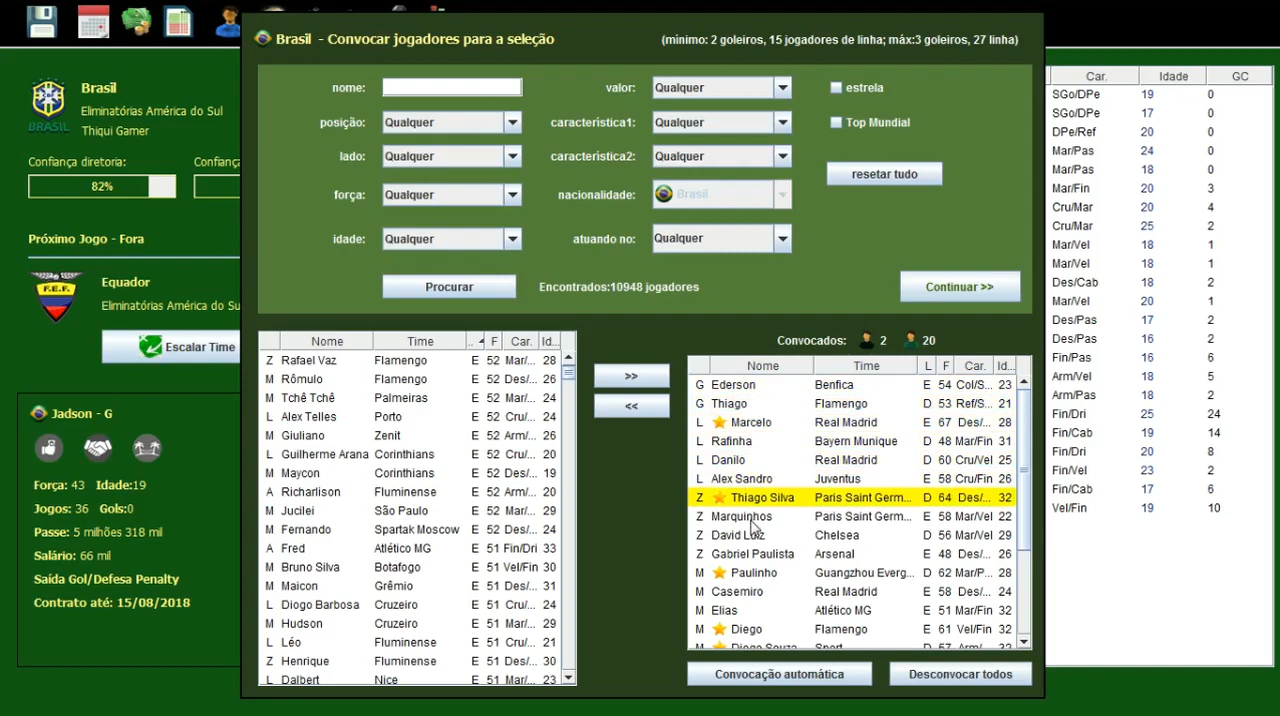 Brasil - Convocar jogadores para a seleção
(mínimo: 2 goleiros, 15 jogadores de linha; máx:3 goleiros, 27 linha)
nome:
valor: Qualquer
estrela
posição: Qualquer
característica1: Qualquer
Top Mundial
lado: Qualquer
característica2: Qualquer
resetar tudo
força: Qualquer
nacionalidade: Brasil
idade: Qualquer
atuando no: Qualquer
Procurar
Encontrados:10948 jogadores
Continuar >>
Brasil
Eliminatórias América do Sul
Thiqui Gamer
Confiança diretoria:
Confiança
82%
Próximo Jogo - Fora
Equador
Eliminatórias América do Su
Escalar Time
BRASIL
F.E.F.
Jadson - G
Força: 43 Idade:19
Jogos: 36 Gols:0
Passe: 5 milhões 318 mil
Salário: 66 mil
Saída Gol/Defesa Penalty
Contrato até: 15/08/2018
Nome Time .. F Car. Id...
Z Rafael Vaz Flamengo E 52 Mar/... 28
M Rômulo Flamengo E 52 Des/... 26
M Tchê Tchê Palmeiras E 52 Mar/... 24
L Alex Telles Porto E 52 Cru/... 24
M Giuliano Zenit E 52 Arm/... 26
L Guilherme Arana Corinthians E 52 Cru/... 20
M Maycon Corinthians E 52 Des/... 19
A Richarlison Fluminense E 52 Arm/... 20
M Jucilei São Paulo E 52 Des/... 29
M Fernando Spartak Moscow E 52 Des/... 24
A Fred Atlético MG E 51 Fin/Dri 33
M Bruno Silva Botafogo E 51 Vel/Fin 30
M Maicon Grêmio E 51 Des/... 31
L Diogo Barbosa Cruzeiro E 51 Cru/... 24
M Hudson Cruzeiro E 51 Mar/... 29
L Léo Fluminense E 51 Cru/... 21
Z Henrique Fluminense E 51 Des/... 30
L Dalbert Nice E 51 Mar/... 23
>>
<<
Convocados: 2 20
Nome Time L F Car. Id...
G Ederson Benfica E 54 Col/S... 23
G Thiago Flamengo D 53 Ref/S... 21
L Marcelo Real Madrid E 67 Des/... 28
L Rafinha Bayern Munique D 48 Mar/Fin 31
L Danilo Real Madrid D 60 Cru/Vel 25
L Alex Sandro Juventus E 58 Cru/Fin 26
Z Thiago Silva Paris Saint Germ... D 64 Des/... 32
Z Marquinhos Paris Saint Germ... E 58 Mar/Vel 22
Z David Luiz Chelsea D 56 Mar/Vel 29
Z Gabriel Paulista Arsenal E 48 Des/... 26
M Paulinho Guangzhou Everg... D 62 Mar/P... 28
M Casemiro Real Madrid E 58 Des/... 24
M Elias Atlético MG D 51 Mar/Fin 32
M Diego Flamengo E 61 Vel/Fin 32
M Diego Souza Sport D 57 Arm/... 32
Convocação automática
Desconvocar todos
Car. Idade GC
SGo/DPe 19 0
SGo/DPe 17 0
DPe/Ref 20 0
Mar/Pas 24 0
Mar/Pas 18 0
Mar/Fin 20 3
Cru/Mar 20 4
Cru/Mar 25 2
Mar/Vel 18 1
Mar/Vel 18 1
Des/Cab 18 2
Mar/Vel 20 1
Des/Pas 17 2
Des/Pas 16 2
Fin/Pas 16 6
Arm/Vel 18 5
Arm/Pas 18 2
Fin/Dri 25 24
Fin/Cab 19 14
Fin/Dri 20 8
Fin/Vel 23 2
Fin/Cab 17 6
Vel/Fin 19 10